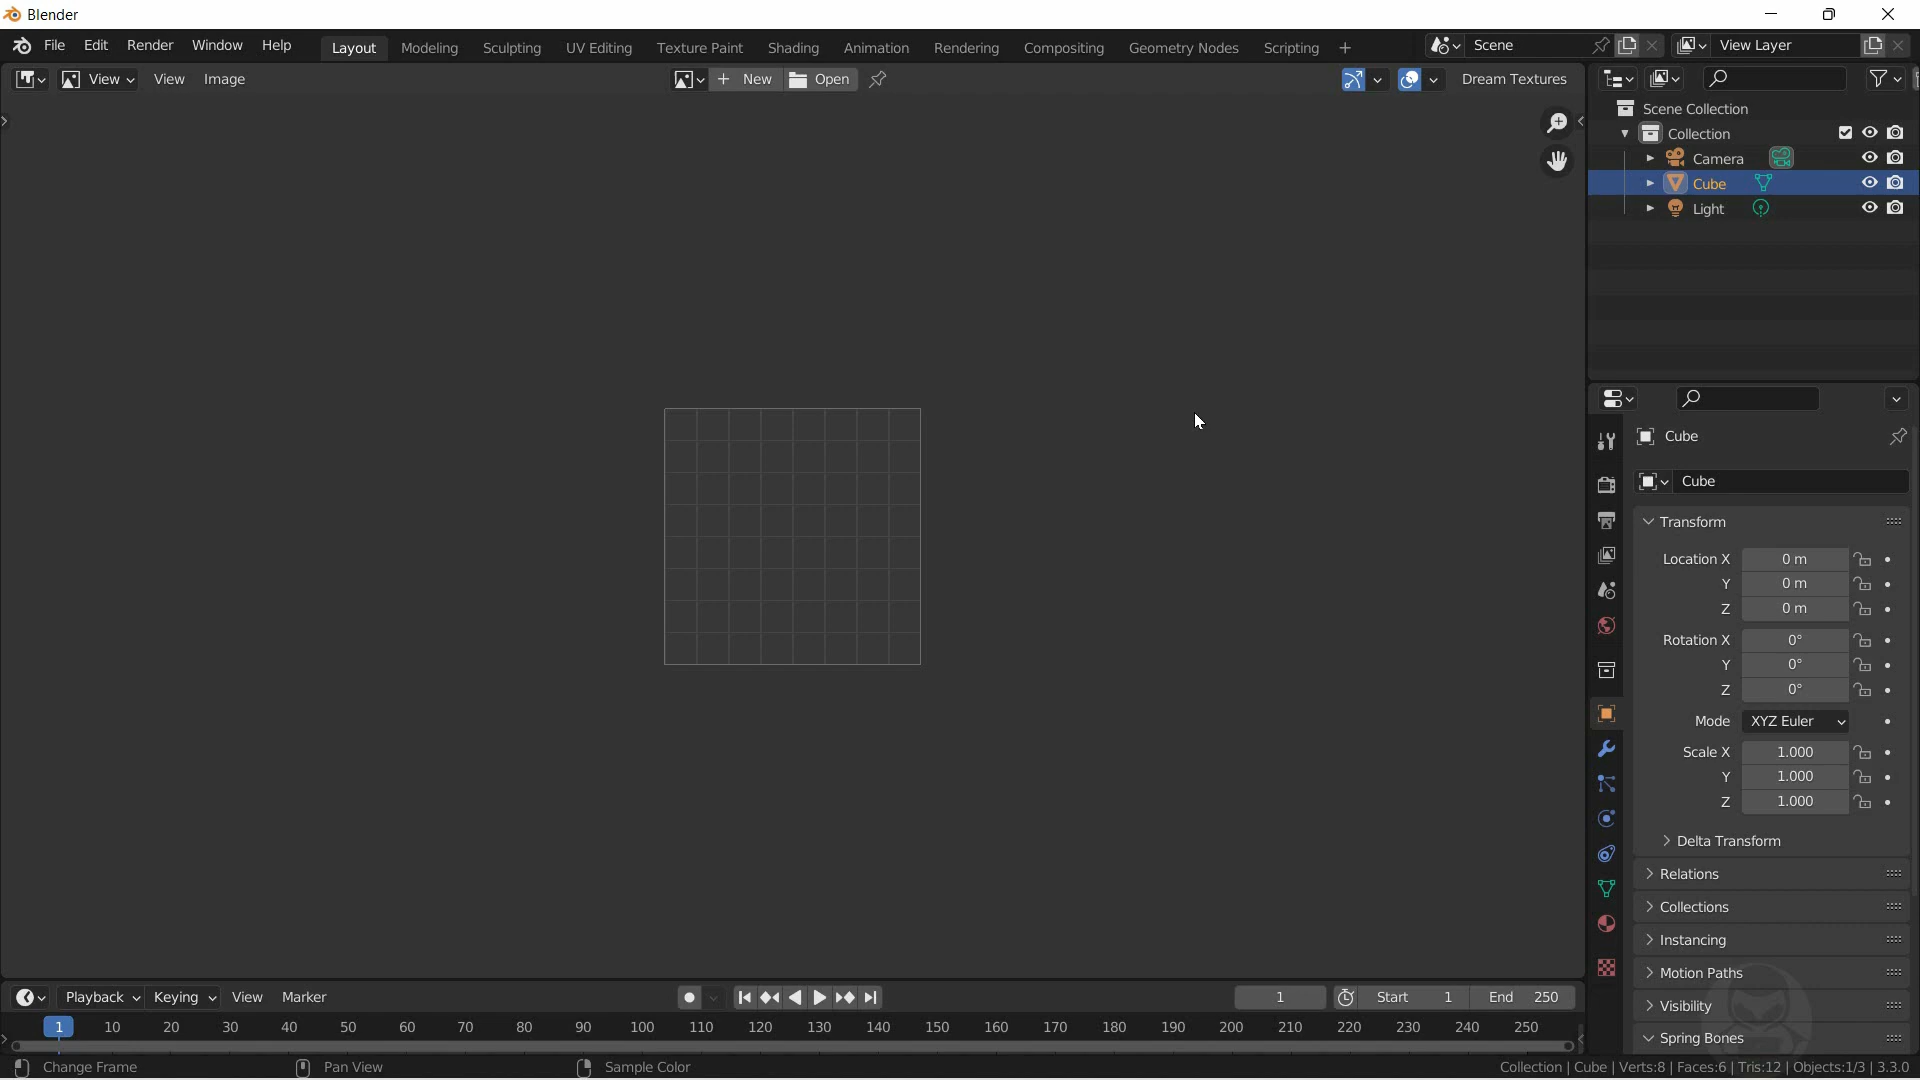 Blender
File Edit Render Window Help Layout Modeling Sculpting UV Editing Texture Paint Shading Animation Rendering Compositing Geometry Nodes Scripting + Scene View Layer
View View Image + New Open Dream Textures
Scene Collection
Collection
Camera
Cube
Light
Cube
Cube
Transform
Location X 0 m
Y 0 m
Z 0 m
Rotation X 0°
Y 0°
Z 0°
Mode XYZ Euler
Scale X 1.000
Y 1.000
Z 1.000
Delta Transform
Relations
Collections
Instancing
Motion Paths
Visibility
Spring Bones
Playback Keying View Marker 1 Start 1 End 250
1 10 20 30 40 50 60 70 80 90 100 110 120 130 140 150 160 170 180 190 200 210 220 230 240 250
Change Frame Pan View Sample Color Collection | Cube | Verts:8 | Faces:6 | Tris:12 | Objects:1/3 | 3.3.0